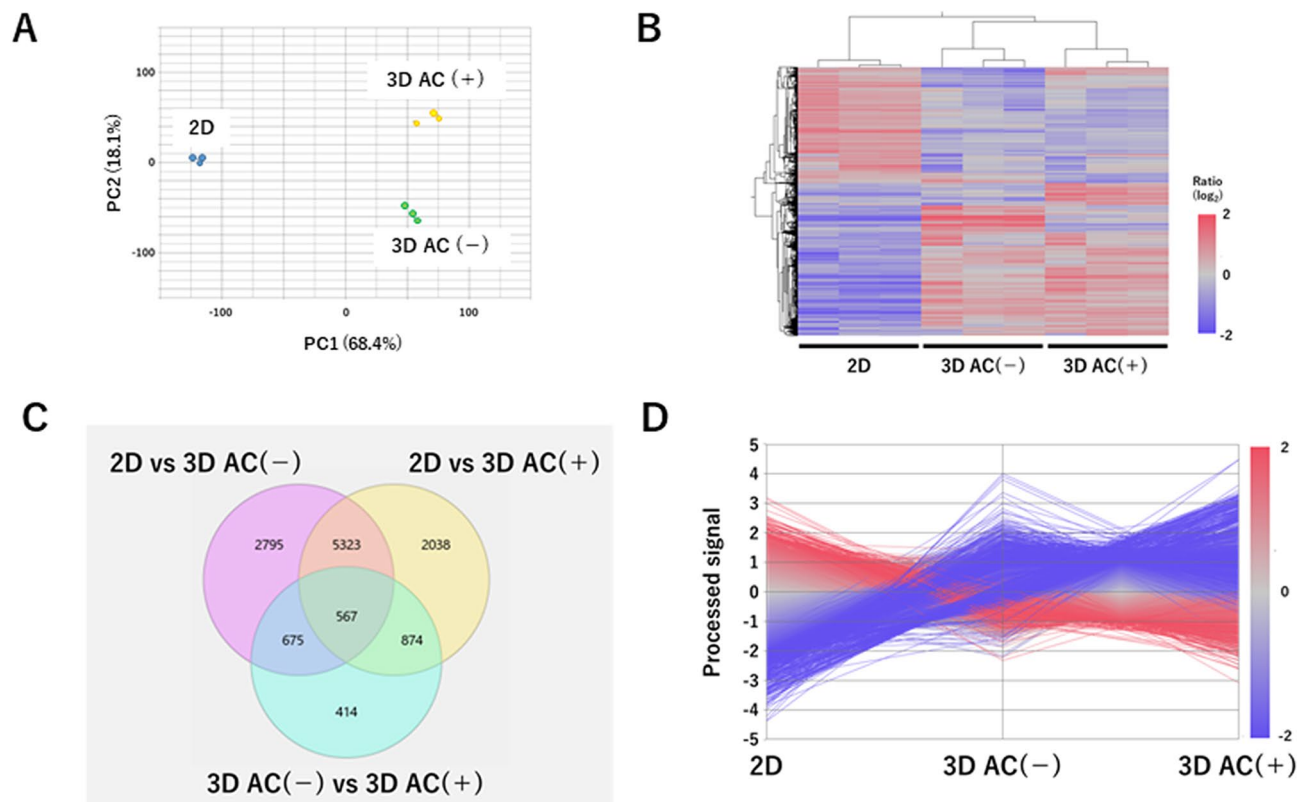 A
PC2 (18.1%)
100
0
-100
2D
3D AC(+)
3D AC(−)
-100
0
100
PC1 (68.4%)
B
Ratio
(log2)
2
0
-2
2D
3D AC(−)
3D AC(+)
C
2D vs 3D AC(−)
2D vs 3D AC(+)
2795
5323
2038
567
675
874
414
3D AC(−) vs 3D AC(+)
D
Processed signal
5
4
3
2
1
0
-1
-2
-3
-4
-5
2D
3D AC(−)
3D AC(+)
2
0
-2